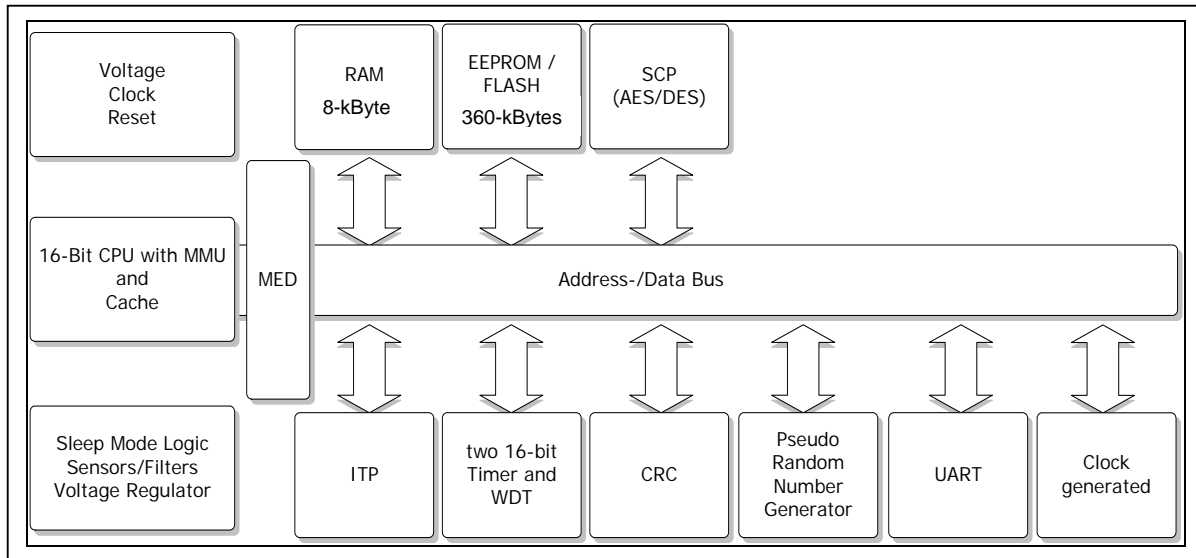 Voltage
Clock
Reset
RAM
8-kByte
EEPROM /
FLASH
360-kBytes
SCP
(AES/DES)
16-Bit CPU with MMU
and
Cache
MED
Address-/Data Bus
Sleep Mode Logic
Sensors/Filters
Voltage Regulator
ITP
two 16-bit
Timer and
WDT
CRC
Pseudo
Random
Number
Generator
UART
Clock
generated